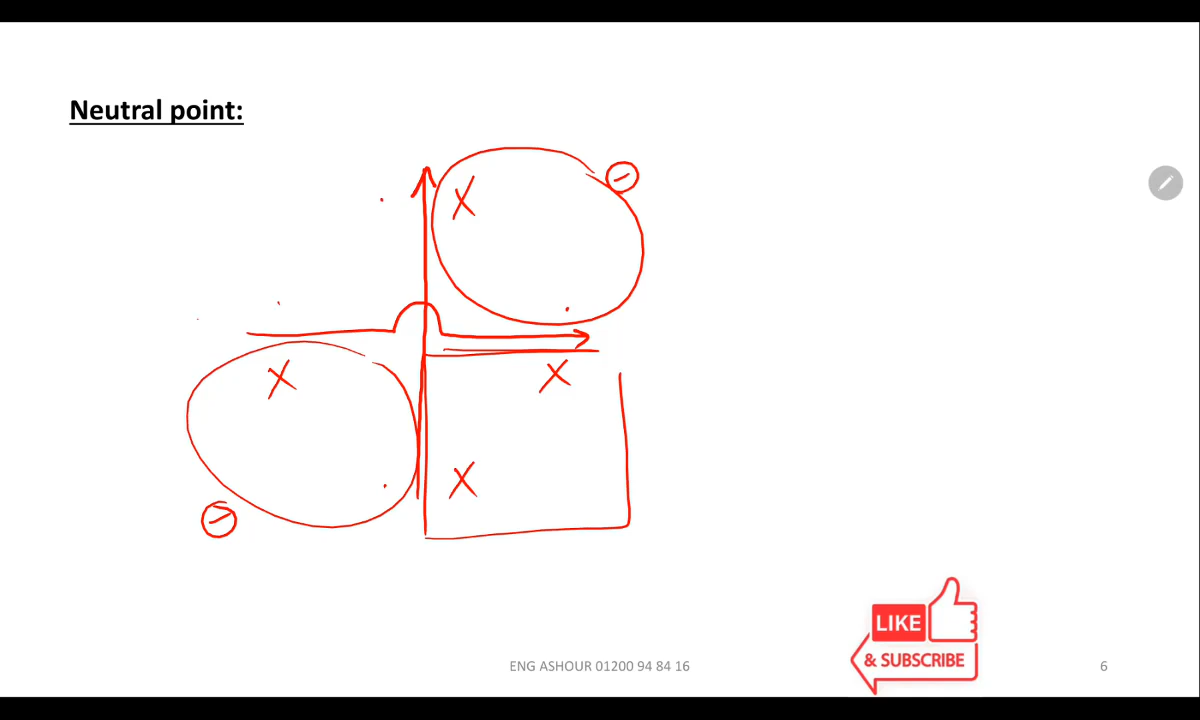 Neutral point:
X
X
X
X
LIKE
& SUBSCRIBE
ENG ASHOUR 01200 94 84 16
6